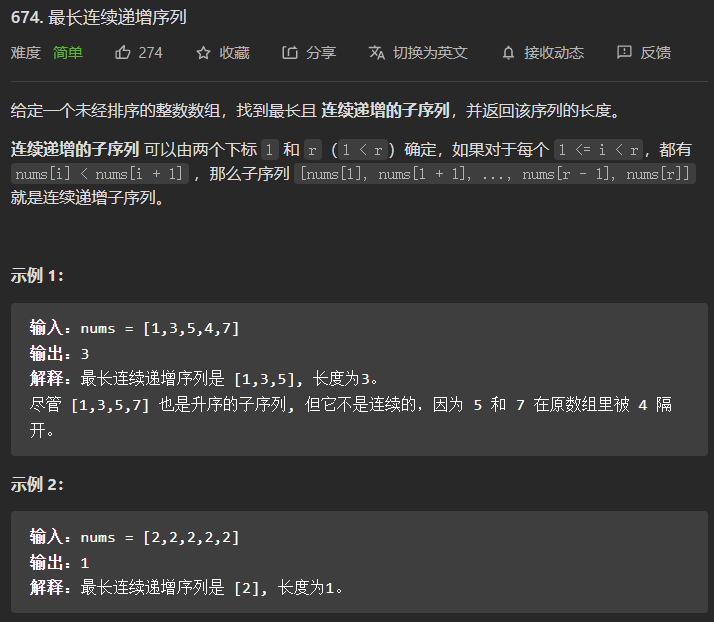 674. 最长连续递增序列
难度 简单 274 收藏 分享 切换为英文 接收动态 反馈
给定一个未经排序的整数数组，找到最长且 连续递增的子序列，并返回该序列的长度。
连续递增的子序列 可以由两个下标 l 和 r（l < r）确定，如果对于每个 l <= i < r，都有
nums[i] < nums[i + 1] ，那么子序列 [nums[l], nums[l + 1], ..., nums[r - 1], nums[r]]
就是连续递增子序列。
示例 1：
输入：nums = [1,3,5,4,7]
输出：3
解释：最长连续递增序列是 [1,3,5], 长度为3。
尽管 [1,3,5,7] 也是升序的子序列, 但它不是连续的，因为 5 和 7 在原数组里被 4 隔
开。
示例 2：
输入：nums = [2,2,2,2,2]
输出：1
解释：最长连续递增序列是 [2], 长度为1。